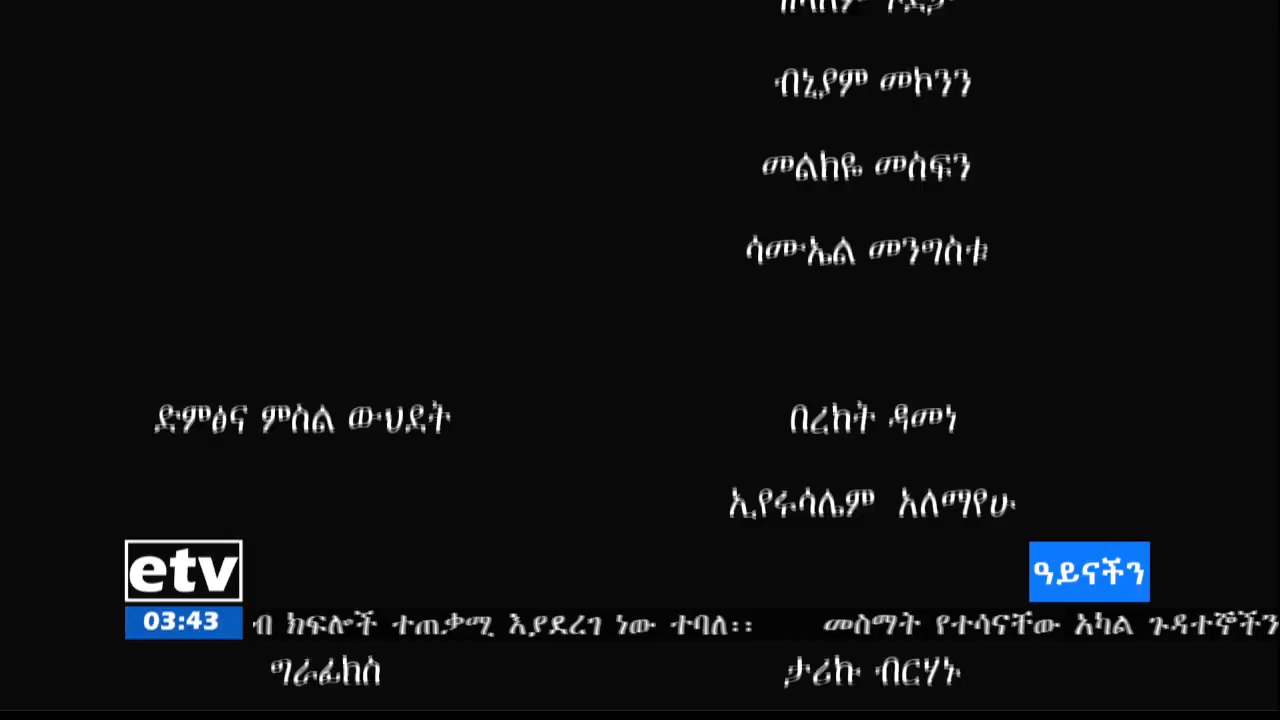 ብኒያም መኮንን
መልከዬ መስፍን
ሳሙኤል መንግስቱ
ድምፅና ምስል ውህደት በረከት ዳመነ
ኢየሩሳሌም አለማየሁ
etv ዓይናችን
03:43 ብ ክፍሎች ተጠቃሚ እያደረገ ነው ተባለ፡፡ መስማት የተሳናቸው አካል ጉዳተኞችን
ግራፊክስ ታሪኩ ብርሃኑ